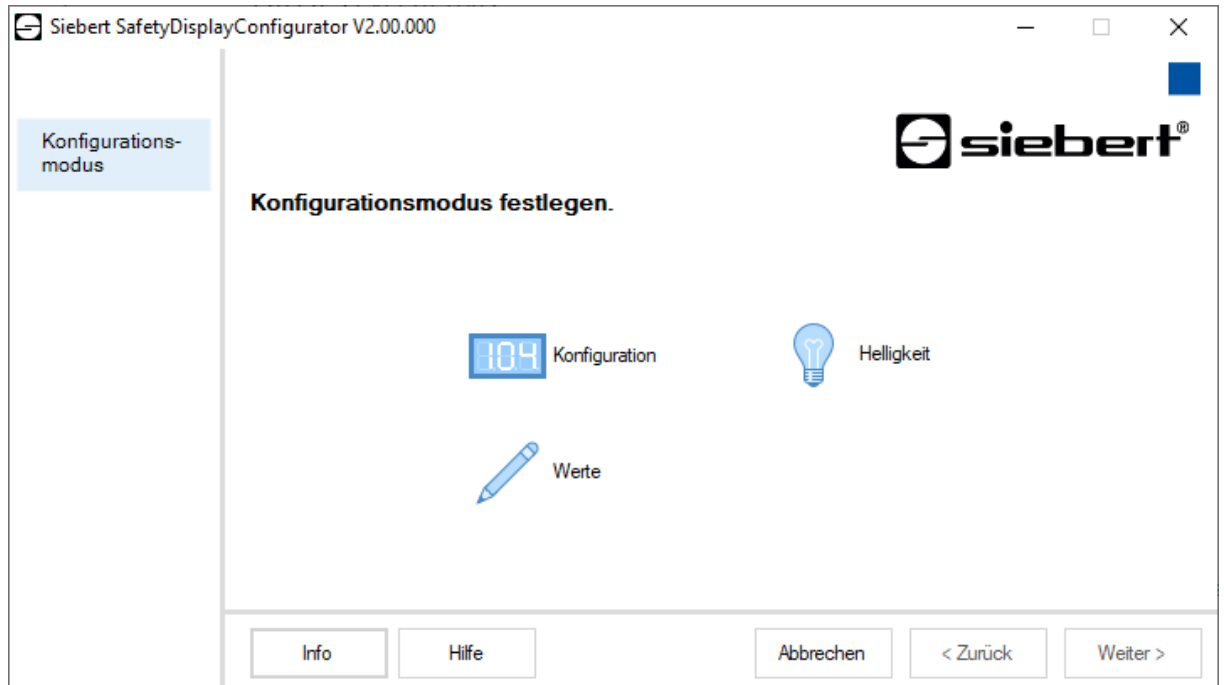 Siebert SafetyDisplayConfigurator V2.00.000
siebert®
Konfigurations-
modus
Konfigurationsmodus festlegen.
104 Konfiguration
Helligkeit
Werte
Info
Hilfe
Abbrechen
< Zurück
Weiter >